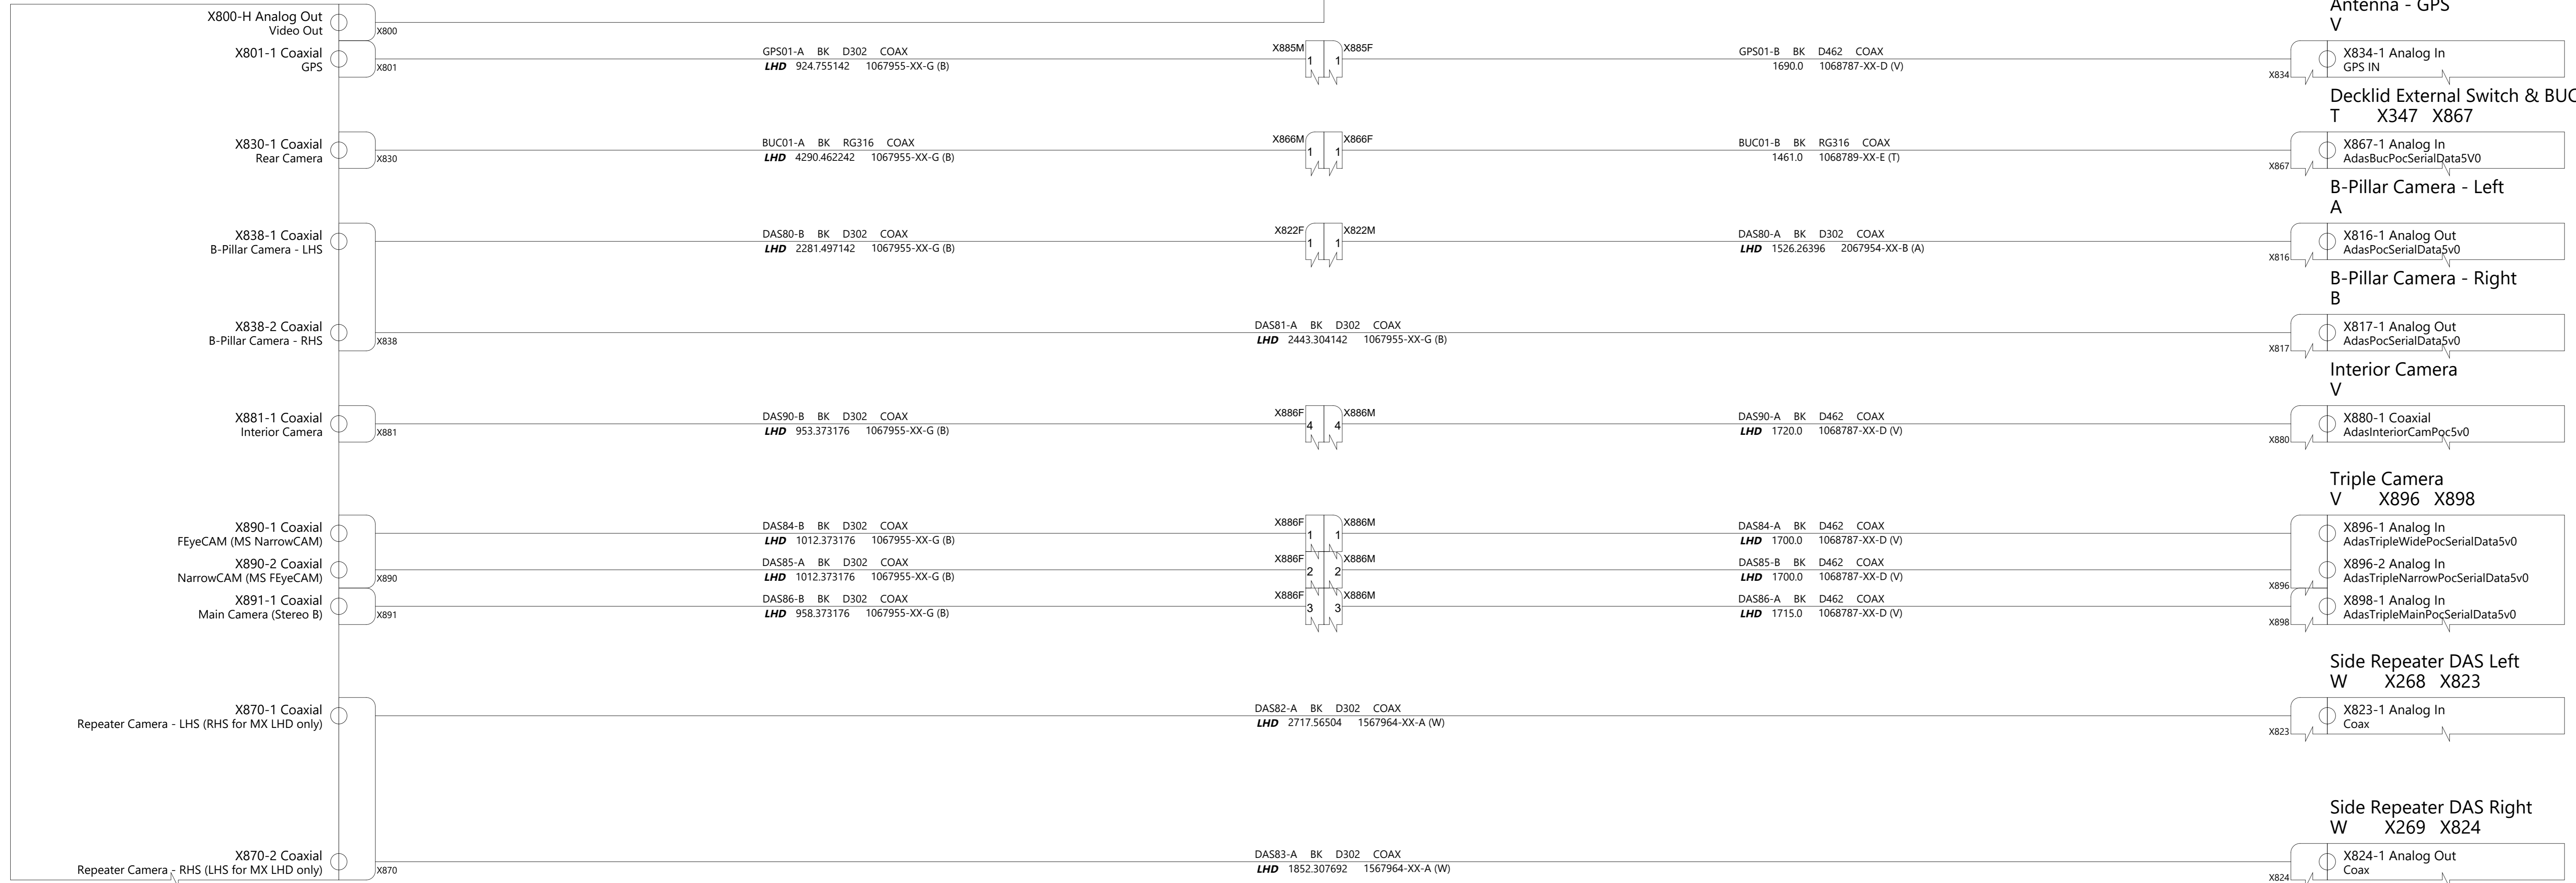 X800-H Analog Out
Video Out
X800
Antenna - GPS
V
X801-1 Coaxial
GPS
X801
GPS01-A BK D302 COAX
LHD 924.755142 1067955-XX-G (B)
X885M
X885F
1 1
GPS01-B BK D462 COAX
1690.0 1068787-XX-D (V)
X834
X834-1 Analog In
GPS IN
Decklid External Switch & BUC
T X347 X867
X830-1 Coaxial
Rear Camera
X830
BUC01-A BK RG316 COAX
LHD 4290.462242 1067955-XX-G (B)
X866M
X866F
1 1
BUC01-B BK RG316 COAX
1461.0 1068789-XX-E (T)
X867
X867-1 Analog In
AdasBucPocSerialData5V0
B-Pillar Camera - Left
A
X838-1 Coaxial
B-Pillar Camera - LHS
DAS80-B BK D302 COAX
LHD 2281.497142 1067955-XX-G (B)
X822F
X822M
1 1
DAS80-A BK D302 COAX
LHD 1526.26396 2067954-XX-B (A)
X816
X816-1 Analog Out
AdasPocSerialData5v0
B-Pillar Camera - Right
B
X838-2 Coaxial
B-Pillar Camera - RHS
X838
DAS81-A BK D302 COAX
LHD 2443.304142 1067955-XX-G (B)
X817
X817-1 Analog Out
AdasPocSerialData5v0
Interior Camera
V
X881-1 Coaxial
Interior Camera
X881
DAS90-B BK D302 COAX
LHD 953.373176 1067955-XX-G (B)
X886F
X886M
4 4
DAS90-A BK D462 COAX
LHD 1720.0 1068787-XX-D (V)
X880
X880-1 Coaxial
AdasInteriorCamPoc5v0
Triple Camera
V X896 X898
X890-1 Coaxial
FEyeCAM (MS NarrowCAM)
DAS84-B BK D302 COAX
LHD 1012.373176 1067955-XX-G (B)
X886F
X886M
1 1
DAS84-A BK D462 COAX
LHD 1700.0 1068787-XX-D (V)
X896-1 Analog In
AdasTripleWidePocSerialData5v0
X890-2 Coaxial
NarrowCAM (MS FEyeCAM)
X890
DAS85-A BK D302 COAX
LHD 1012.373176 1067955-XX-G (B)
X886F
X886M
2 2
DAS85-B BK D462 COAX
LHD 1700.0 1068787-XX-D (V)
X896
X896-2 Analog In
AdasTripleNarrowPocSerialData5v0
X891-1 Coaxial
Main Camera (Stereo B)
X891
DAS86-B BK D302 COAX
LHD 958.373176 1067955-XX-G (B)
X886F
X886M
3 3
DAS86-A BK D462 COAX
LHD 1715.0 1068787-XX-D (V)
X898
X898-1 Analog In
AdasTripleMainPocSerialData5v0
Side Repeater DAS Left
W X268 X823
X870-1 Coaxial
Repeater Camera - LHS (RHS for MX LHD only)
DAS82-A BK D302 COAX
LHD 2717.56504 1567964-XX-A (W)
X823
X823-1 Analog In
Coax
Side Repeater DAS Right
W X269 X824
X870-2 Coaxial
Repeater Camera - RHS (LHS for MX LHD only)
X870
DAS83-A BK D302 COAX
LHD 1852.307692 1567964-XX-A (W)
X824
X824-1 Analog Out
Coax